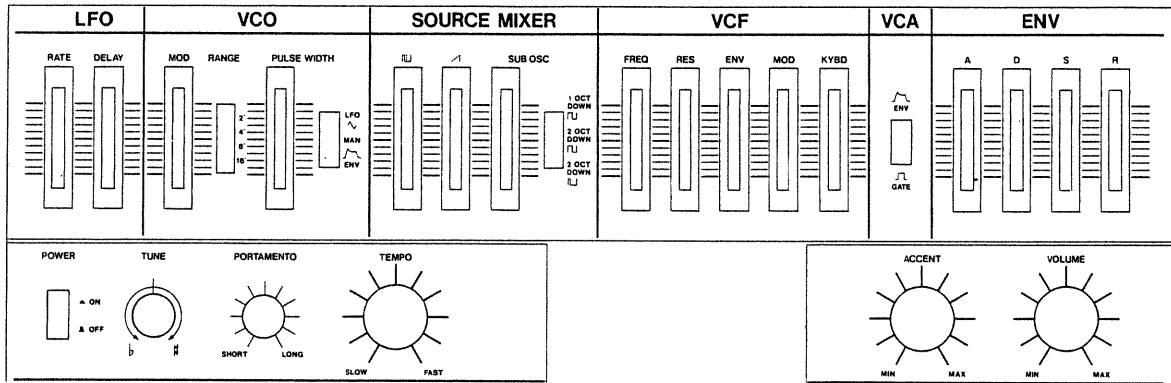 LFO VCO SOURCE MIXER VCF VCA ENV
RATE DELAY MOD RANGE PULSE WIDTH SUB OSC FREQ RES ENV MOD KYBD A D S R
2'
4'
8'
16'
LFO
MAN
ENV
1 OCT
DOWN
2 OCT
DOWN
2 OCT
DOWN
ENV
GATE
POWER TUNE PORTAMENTO TEMPO ACCENT VOLUME
ON
OFF
♭ ♯
SHORT LONG
SLOW FAST
MIN MAX MIN MAX